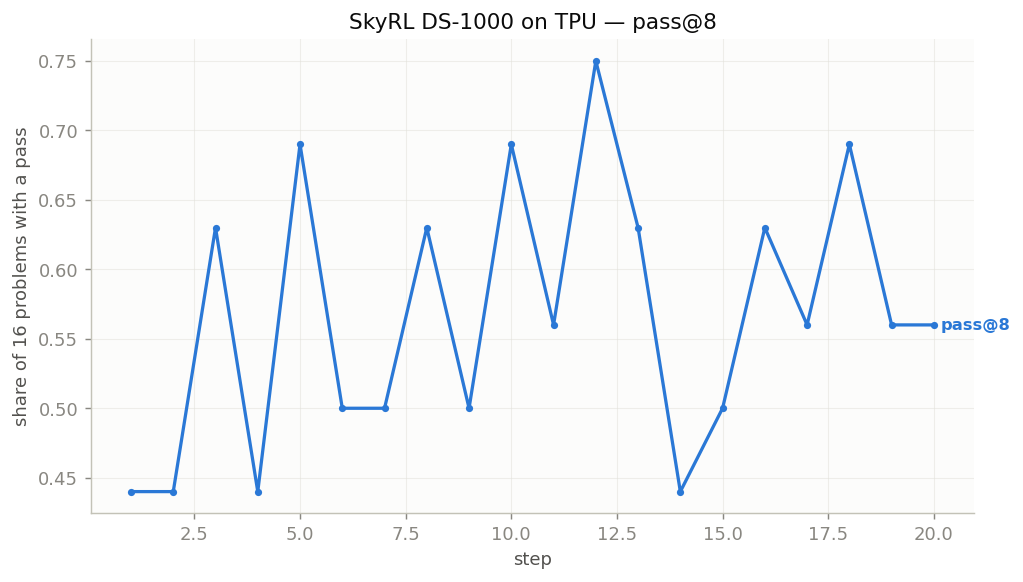 SkyRL DS-1000 on TPU — pass@8
share of 16 problems with a pass
0.75
0.70
0.65
0.60
0.55
0.50
0.45
pass@8
2.5 5.0 7.5 10.0 12.5 15.0 17.5 20.0
step